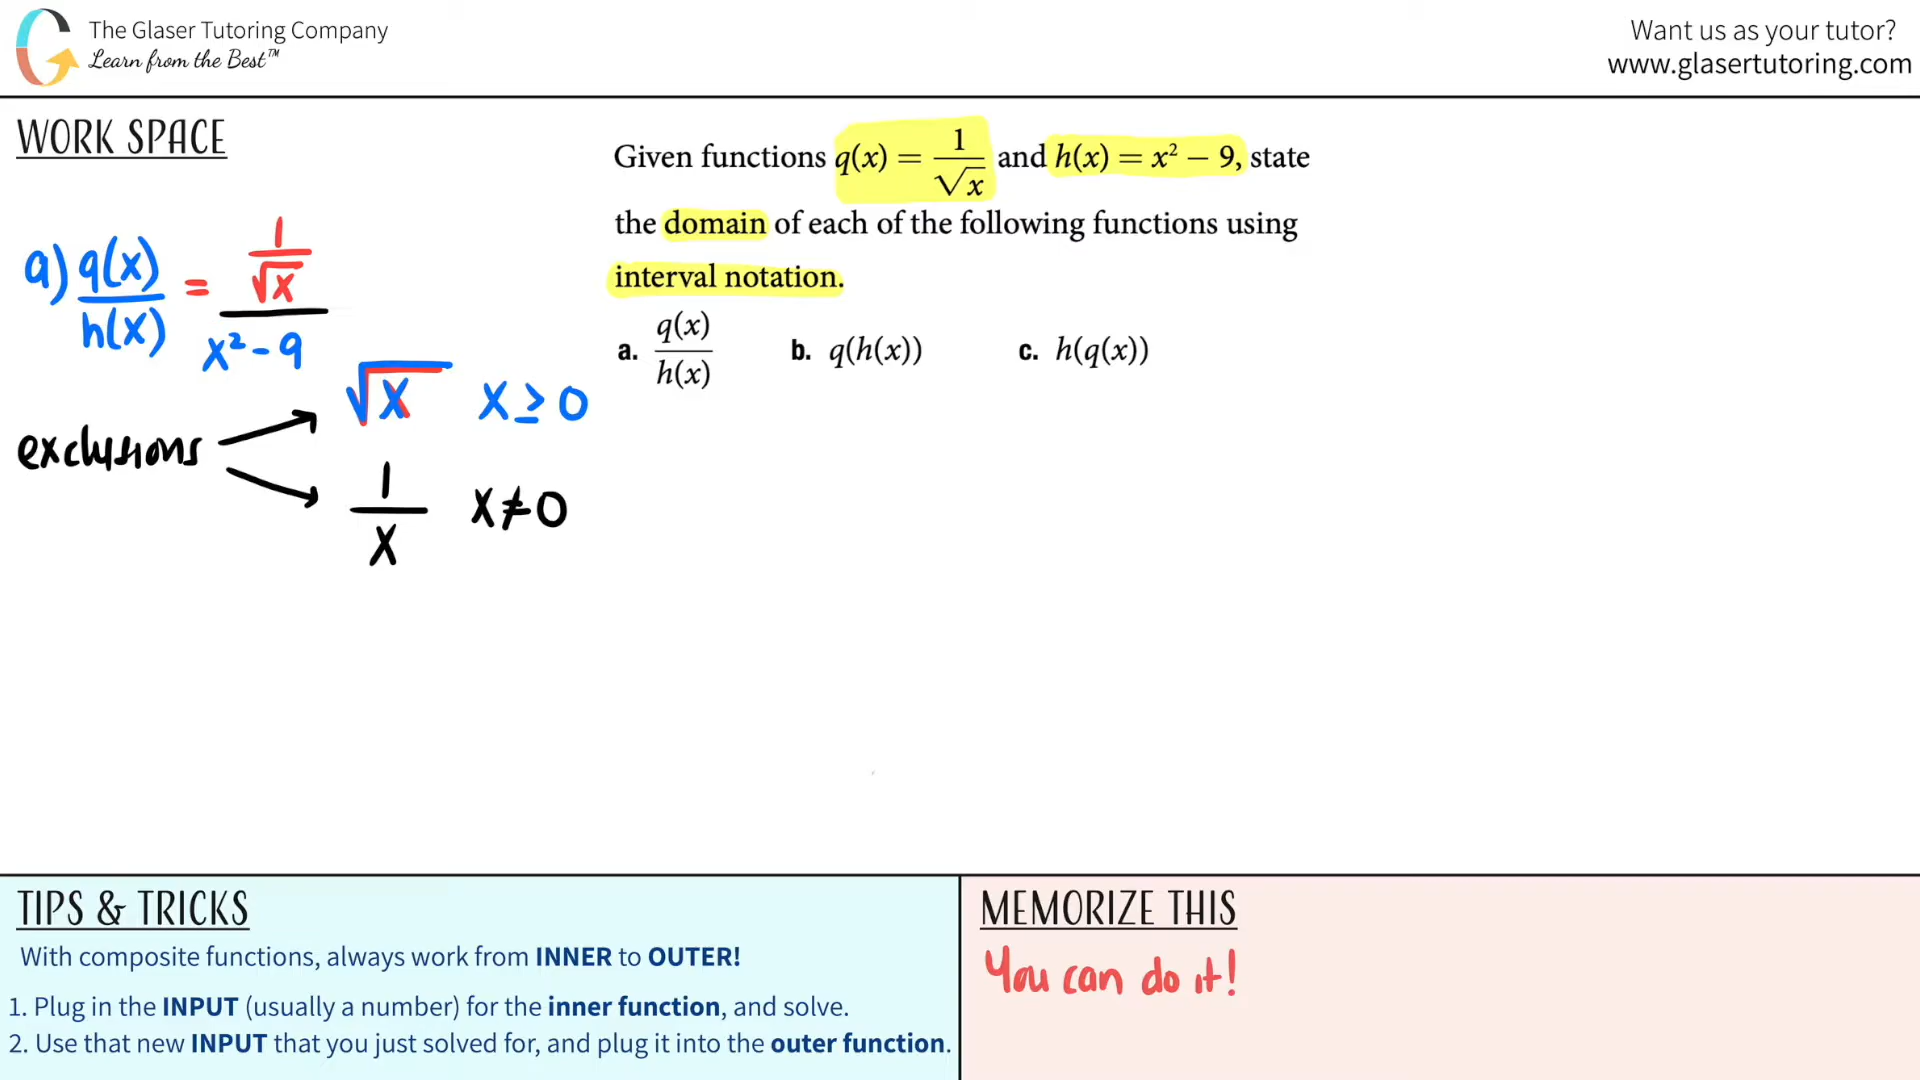 The Glaser Tutoring Company
Learn from the Best™
Want us as your tutor?
www.glasertutoring.com
WORK SPACE
Given functions q(x) = 1/√x and h(x) = x² − 9, state
the domain of each of the following functions using
interval notation.
a. q(x)/h(x) b. q(h(x)) c. h(q(x))
a) q(x)/h(x) = (1/√x)/(x² - 9)
exclusions
√x x ≥ 0
1/x x ≠ 0
TIPS & TRICKS
With composite functions, always work from INNER to OUTER!
1. Plug in the INPUT (usually a number) for the inner function, and solve.
2. Use that new INPUT that you just solved for, and plug it into the outer function.
MEMORIZE THIS
You can do it!